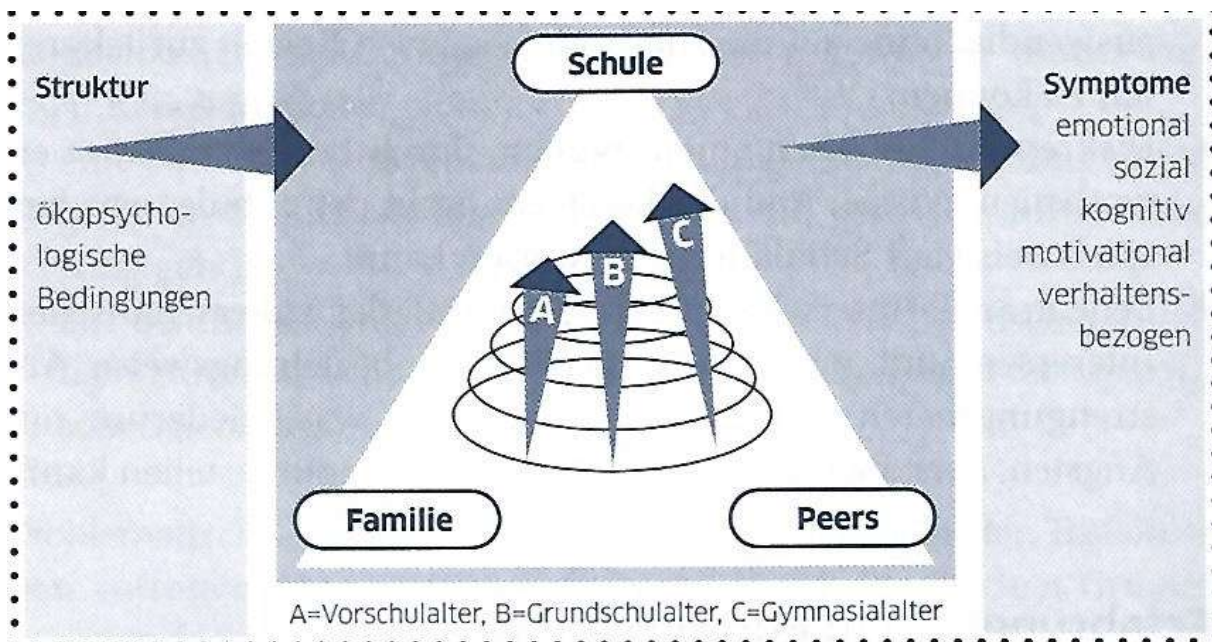 Struktur
ökopsycho-
logische
Bedingungen
Schule
A
B
C
Familie
Peers
Symptome
emotional
sozial
kognitiv
motivational
verhaltens-
bezogen
A=Vorschulalter, B=Grundschulalter, C=Gymnasialalter